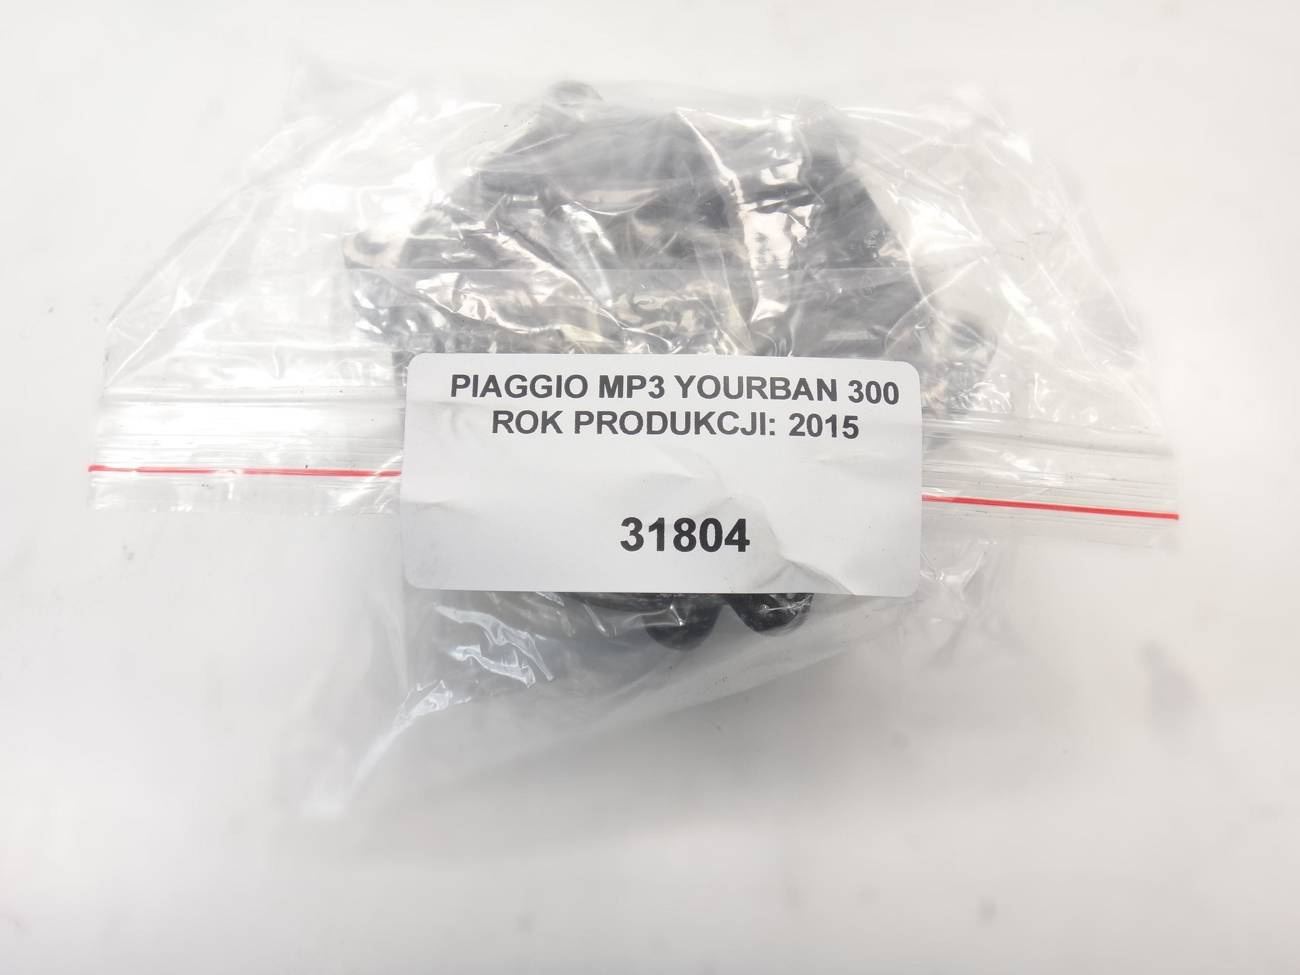 PIAGGIO MP3 YOURBAN 300
ROK PRODUKCJI: 2015
31804